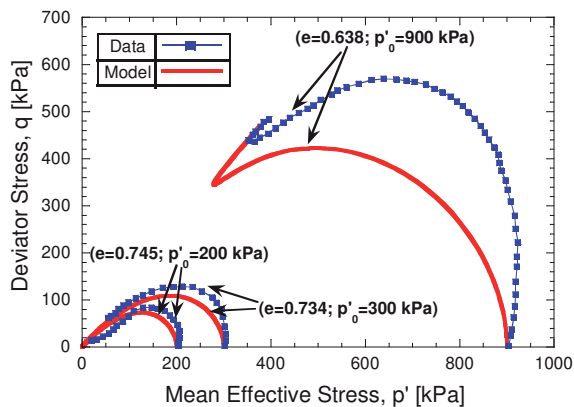 700
600
500
400
300
200
100
0
Deviator Stress, q [kPa]
Data
Model
(e=0.638; p'0=900 kPa)
(e=0.745; p'0=200 kPa)
(e=0.734; p'0=300 kPa)
0 200 400 600 800 1000
Mean Effective Stress, p' [kPa]